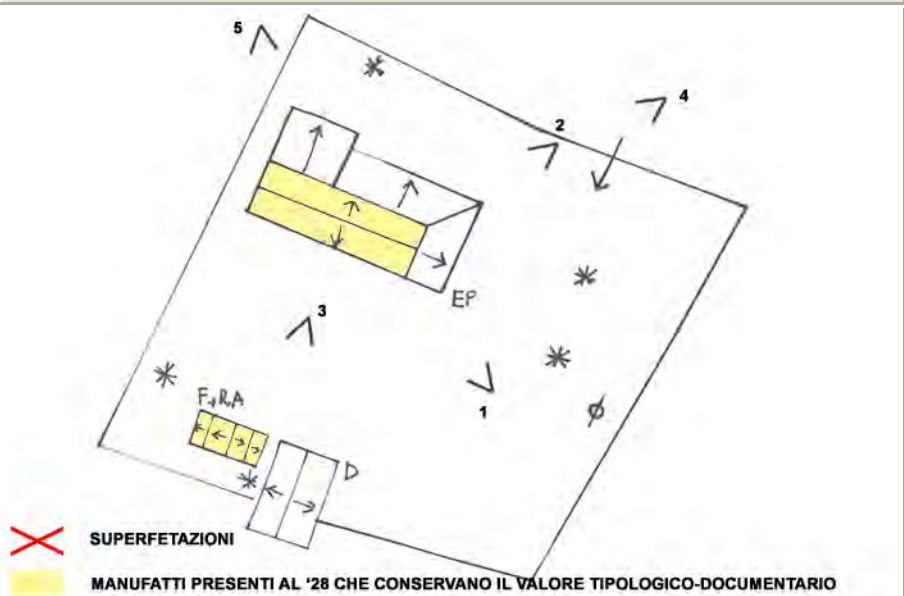 5
4
2
EP
3
1
F+R,A
D
SUPERFETAZIONI
MANUFATTI PRESENTI AL '28 CHE CONSERVANO IL VALORE TIPOLOGICO-DOCUMENTARIO